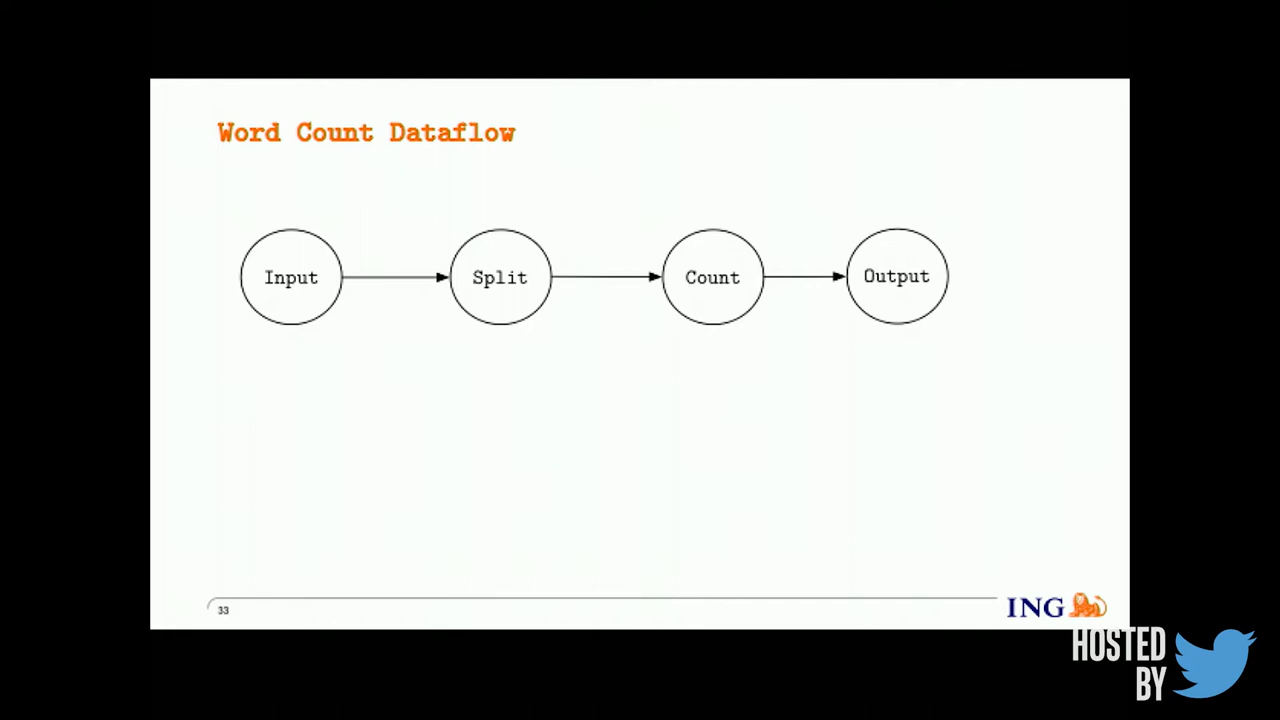 Word Count Dataflow
Input
Split
Count
Output
33
ING
HOSTED
BY